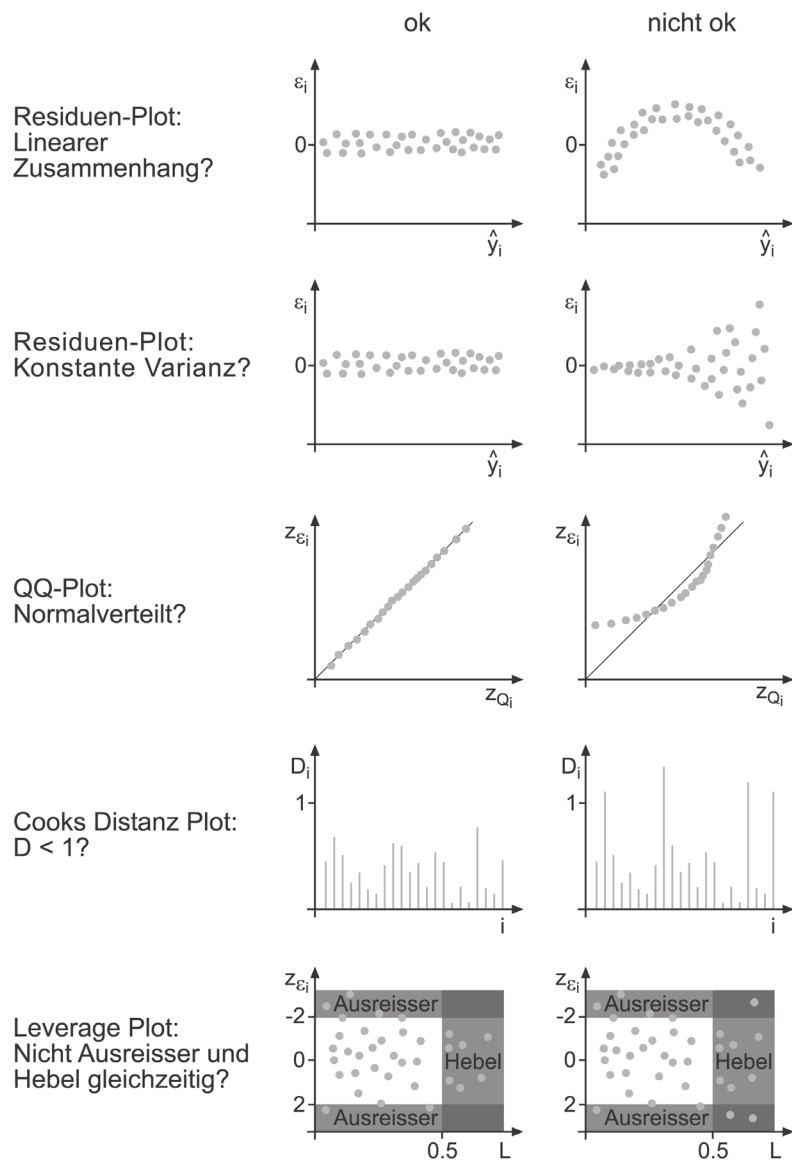 ok
nicht ok
Residuen-Plot:
Linearer
Zusammenhang?
εi
0
ŷi
εi
0
ŷi
Residuen-Plot:
Konstante Varianz?
εi
0
ŷi
εi
0
ŷi
QQ-Plot:
Normalverteilt?
zεi
zQi
zεi
zQi
Cooks Distanz Plot:
D < 1?
Di
1
i
Di
1
i
Leverage Plot:
Nicht Ausreisser und
Hebel gleichzeitig?
zεi
-2
0
2
Ausreisser
Hebel
Ausreisser
0.5
L
zεi
-2
0
2
Ausreisser
Hebel
Ausreisser
0.5
L